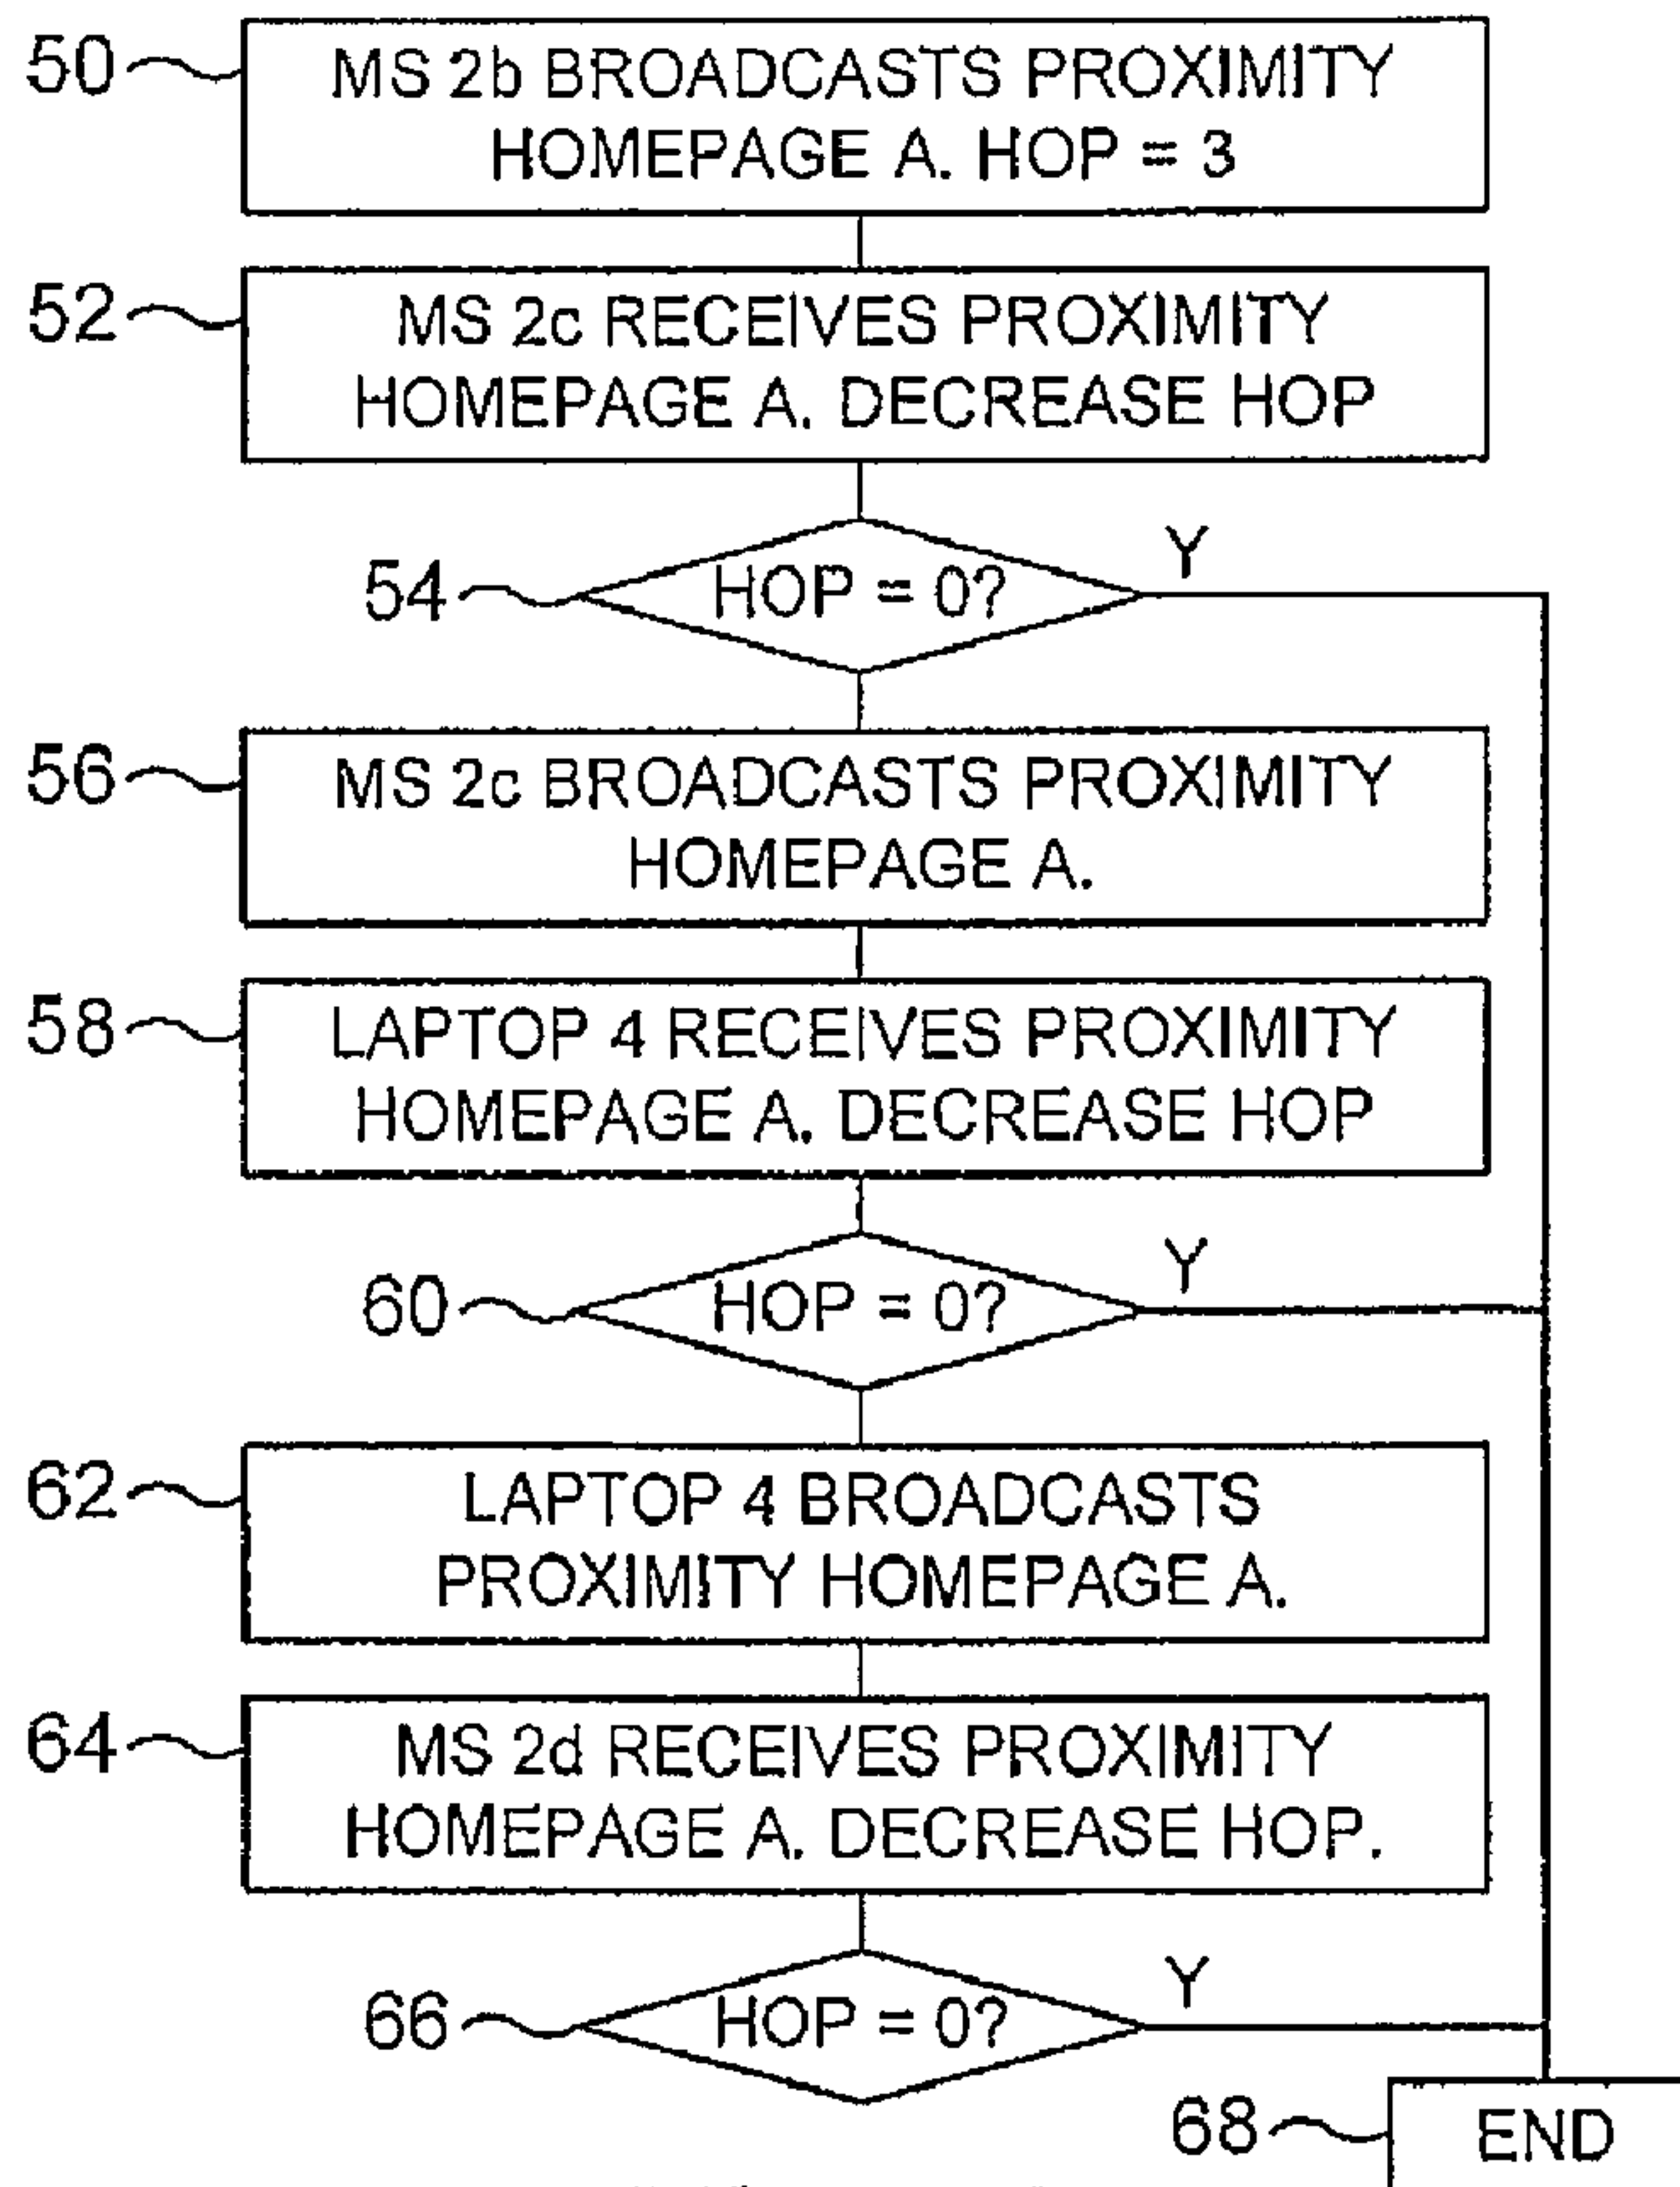 50
MS 2b BROADCASTS PROXIMITY
HOMEPAGE A. HOP = 3
52
MS 2c RECEIVES PROXIMITY
HOMEPAGE A. DECREASE HOP
54
HOP = 0?
Y
56
MS 2c BROADCASTS PROXIMITY
HOMEPAGE A.
58
LAPTOP 4 RECEIVES PROXIMITY
HOMEPAGE A. DECREASE HOP
60
HOP = 0?
Y
62
LAPTOP 4 BROADCASTS
PROXIMITY HOMEPAGE A.
64
MS 2d RECEIVES PROXIMITY
HOMEPAGE A. DECREASE HOP.
66
HOP = 0?
Y
68
END